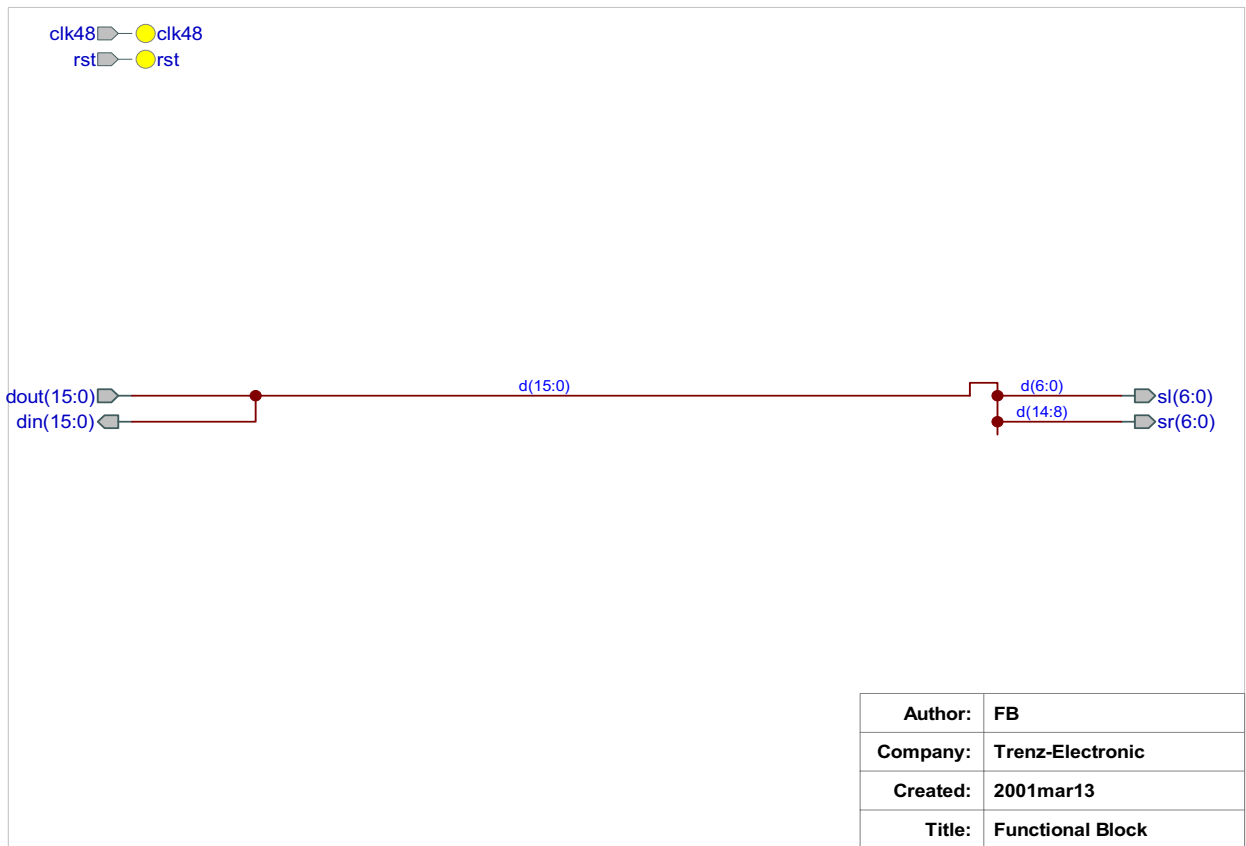 clk48 clk48
rst rst
dout(15:0) d(15:0) d(6:0) sl(6:0)
din(15:0) d(14:8) sr(6:0)
Author: FB
Company: Trenz-Electronic
Created: 2001mar13
Title: Functional Block